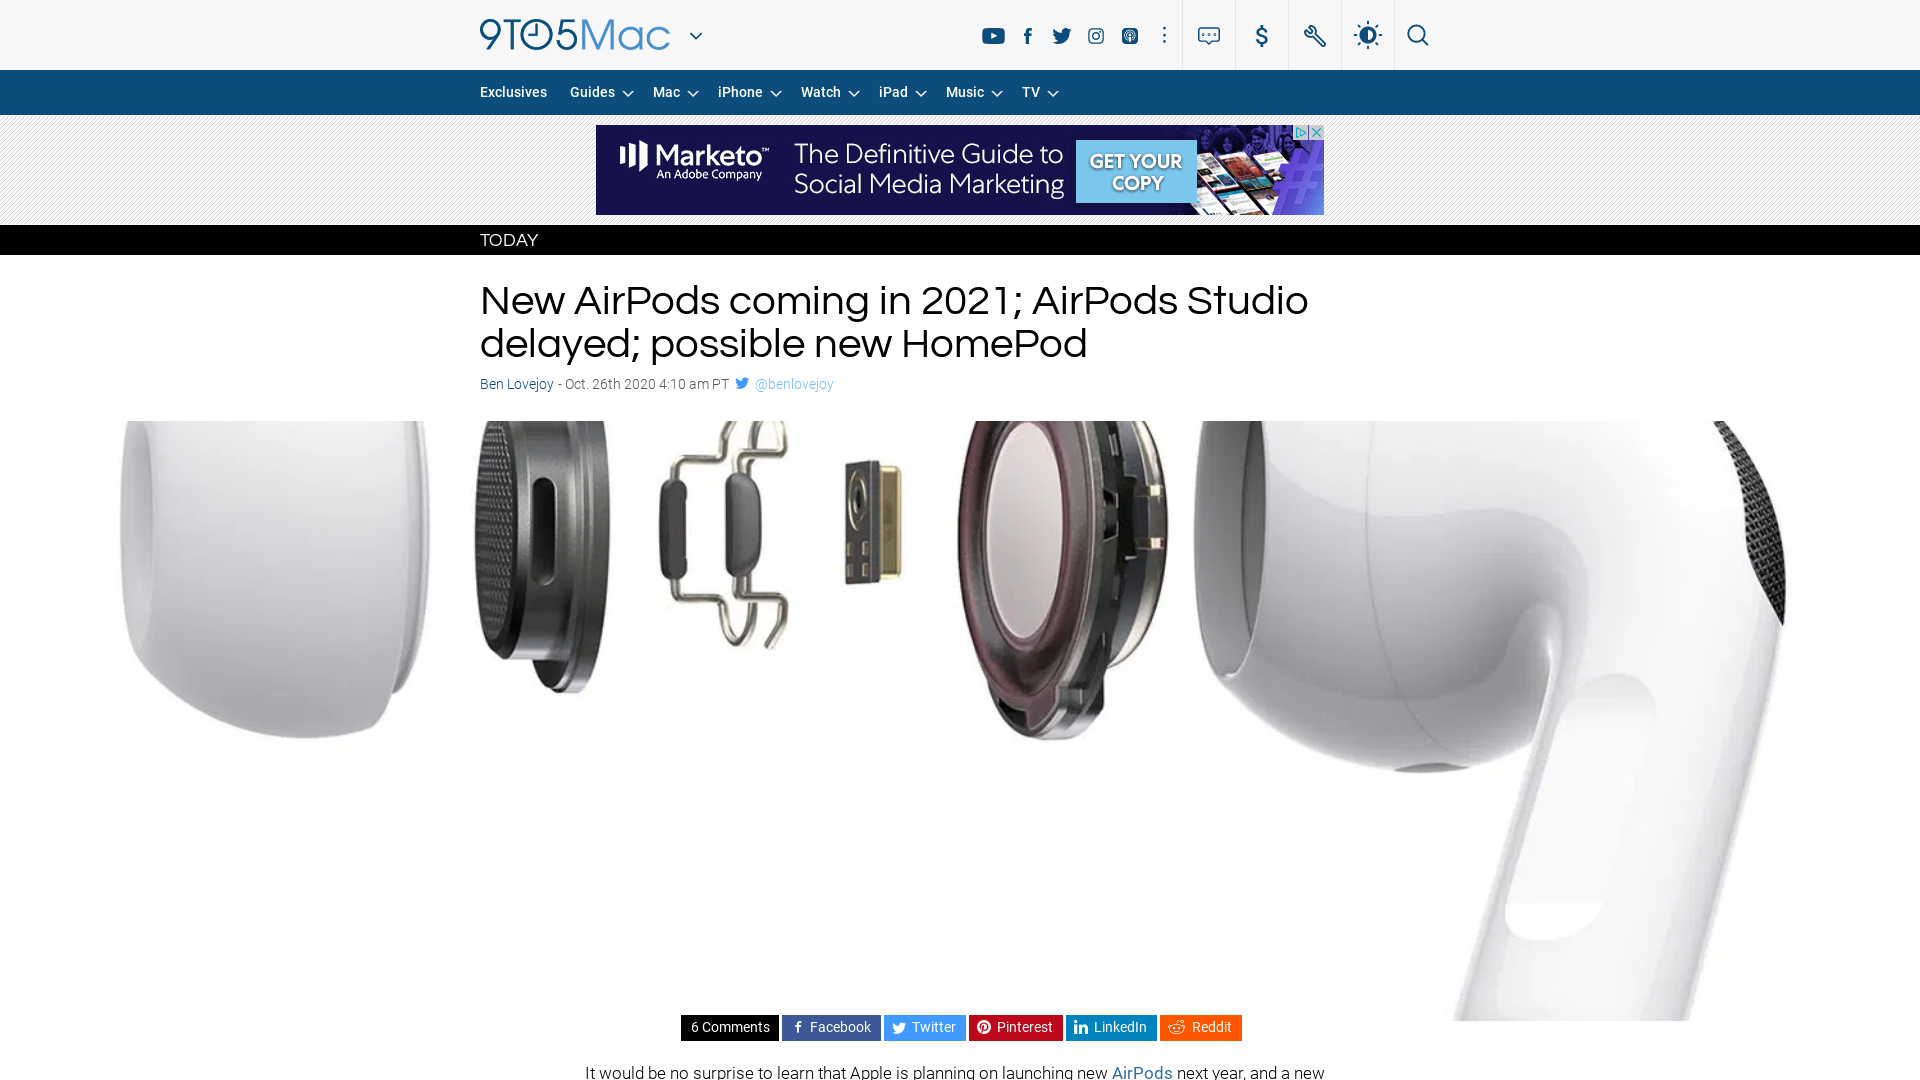 9TO5Mac
Exclusives Guides Mac iPhone Watch iPad Music TV
Marketo™
An Adobe Company
The Definitive Guide to
Social Media Marketing
GET YOUR
COPY
#
TODAY
New AirPods coming in 2021; AirPods Studio
delayed; possible new HomePod
Ben Lovejoy - Oct. 26th 2020 4:10 am PT @benlovejoy
6 Comments Facebook Twitter Pinterest LinkedIn Reddit
It would be no surprise to learn that Apple is planning on launching new AirPods next year, and a new